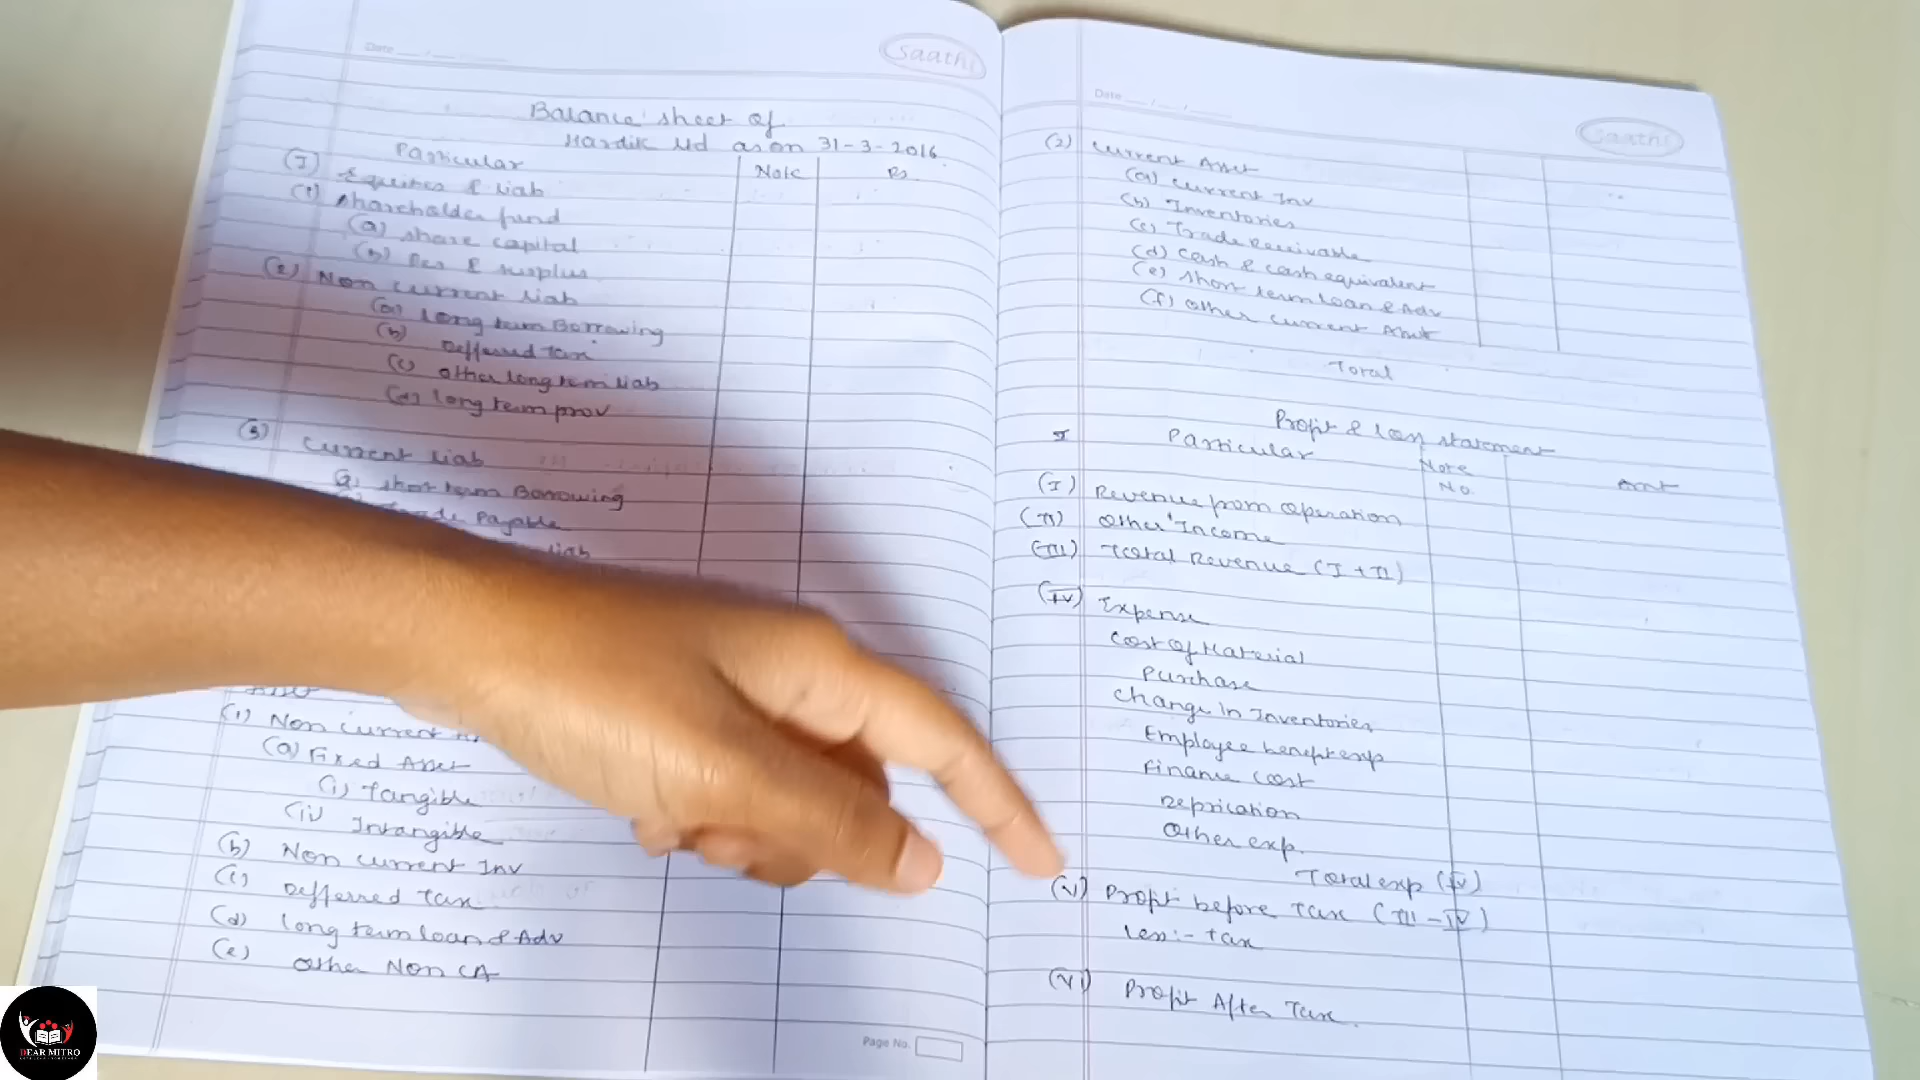 Date
Saathi
Balance sheet of
Hardik ltd as on 31-3-2016
Particular
Note
Rs
(I) Equities & liab
(1) shareholder fund
(a) share capital
(b) Res & surplus
(2) Non current liab
(a) long term Borrowing
(b) Deffered Tax
(c) other long term liab
(d) long term prov
(3) current liab
(a) short term Borrowing
Payable
liab
Asset
(1) Non current
(a) Fixed Asset
(i) Tangible
(ii) Intangible
(b) Non current Inv
(c) Deffered Tax
(d) long term loan & Adv
(e) other Non CA
Page No.
DEAR MITRO
Date
Saathi
(2) Current Asset
(a) current Inv
(b) Inventories
(c) Trade Receivable
(d) cash & cash equivalent
(e) short term loan & Adv
(f) other current Asset
Total
Profit & loss statement
I Particular
Note
No.
Amt
(I) Revenue from operation
(II) Other Income
(III) Total Revenue (I + II)
(IV) Expense
Cost of Material
Purchase
Change In Inventories
Employee benefit exp
Finance cost
Deprication
Other exp.
Total exp (IV)
(V) Profit before Tax (III - IV)
Less:- Tax
(VI) Profit After Tax.